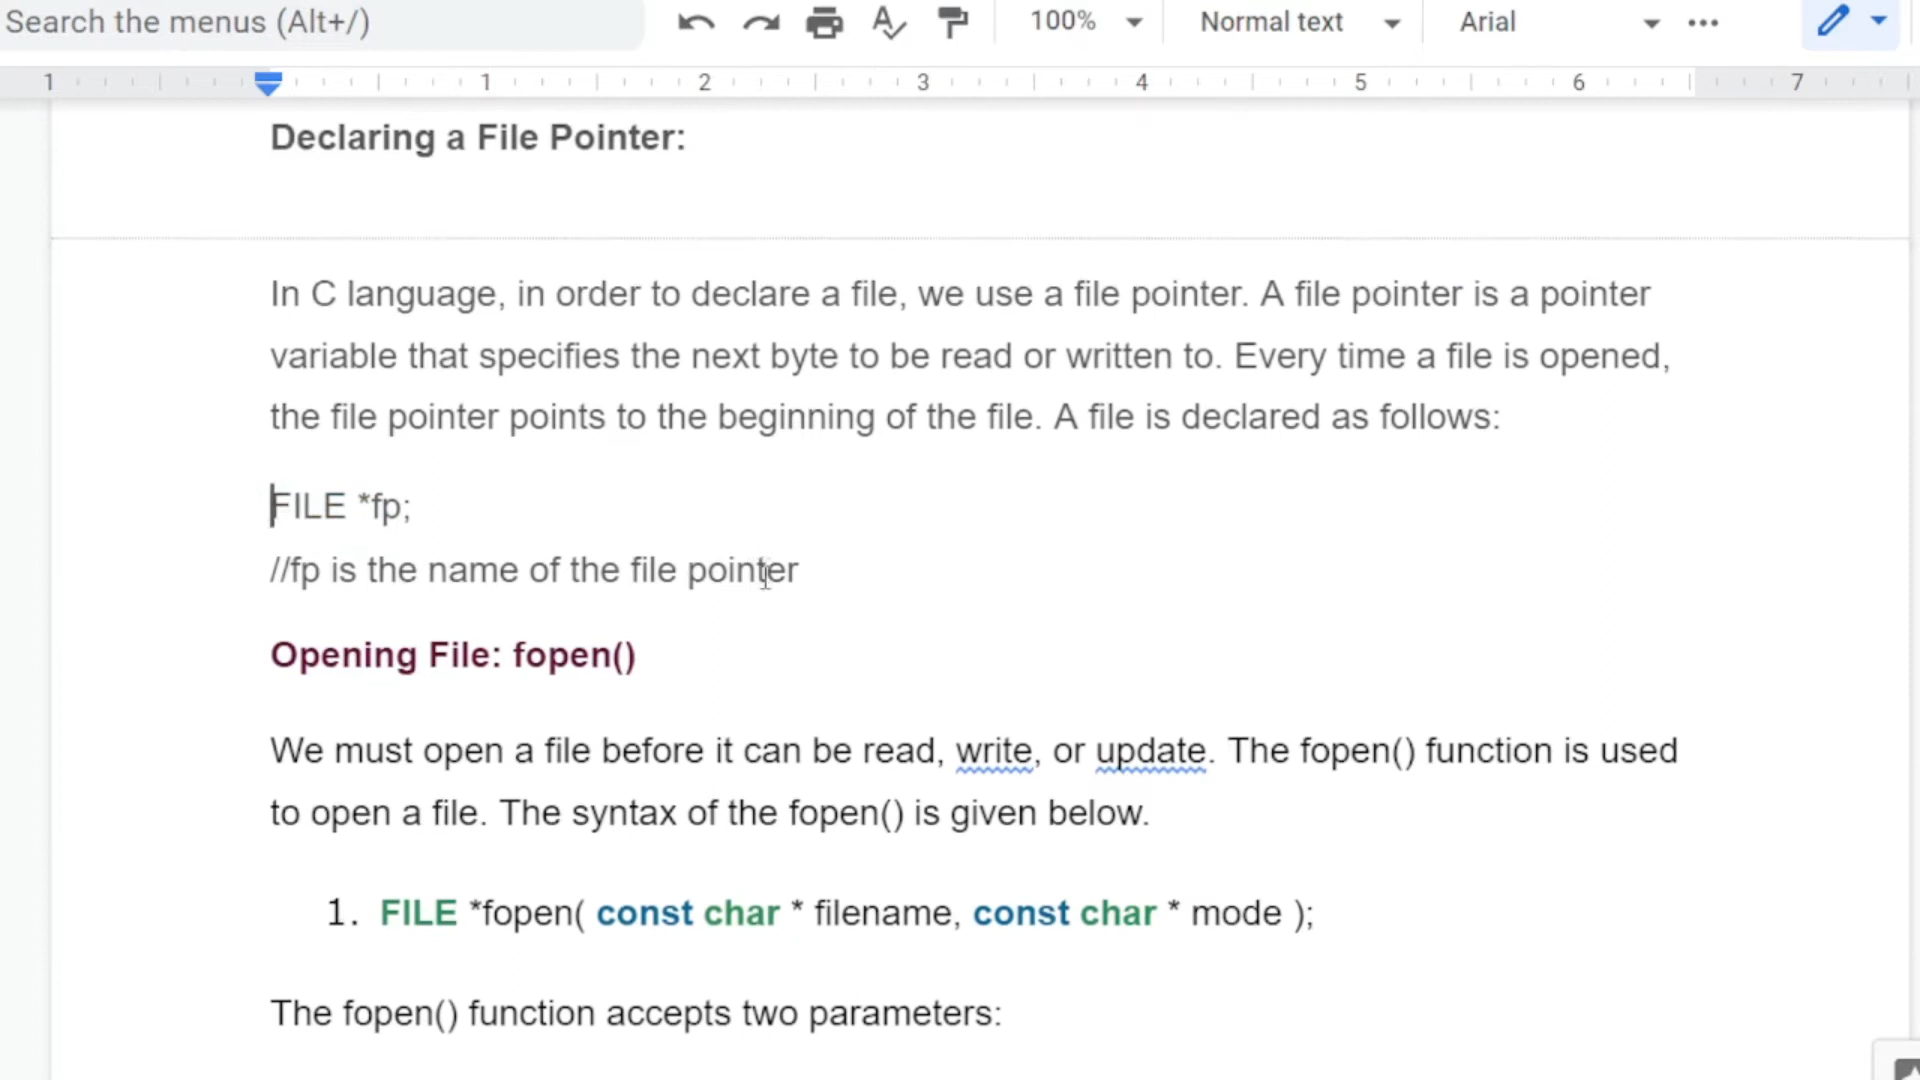 Search the menus (Alt+/)
100%
Normal text
Arial
1 1 2 3 4 5 6 7
Declaring a File Pointer:
In C language, in order to declare a file, we use a file pointer. A file pointer is a pointer
variable that specifies the next byte to be read or written to. Every time a file is opened,
the file pointer points to the beginning of the file. A file is declared as follows:
FILE *fp;
//fp is the name of the file pointer
Opening File: fopen()
We must open a file before it can be read, write, or update. The fopen() function is used
to open a file. The syntax of the fopen() is given below.
1. FILE *fopen( const char * filename, const char * mode );
The fopen() function accepts two parameters: